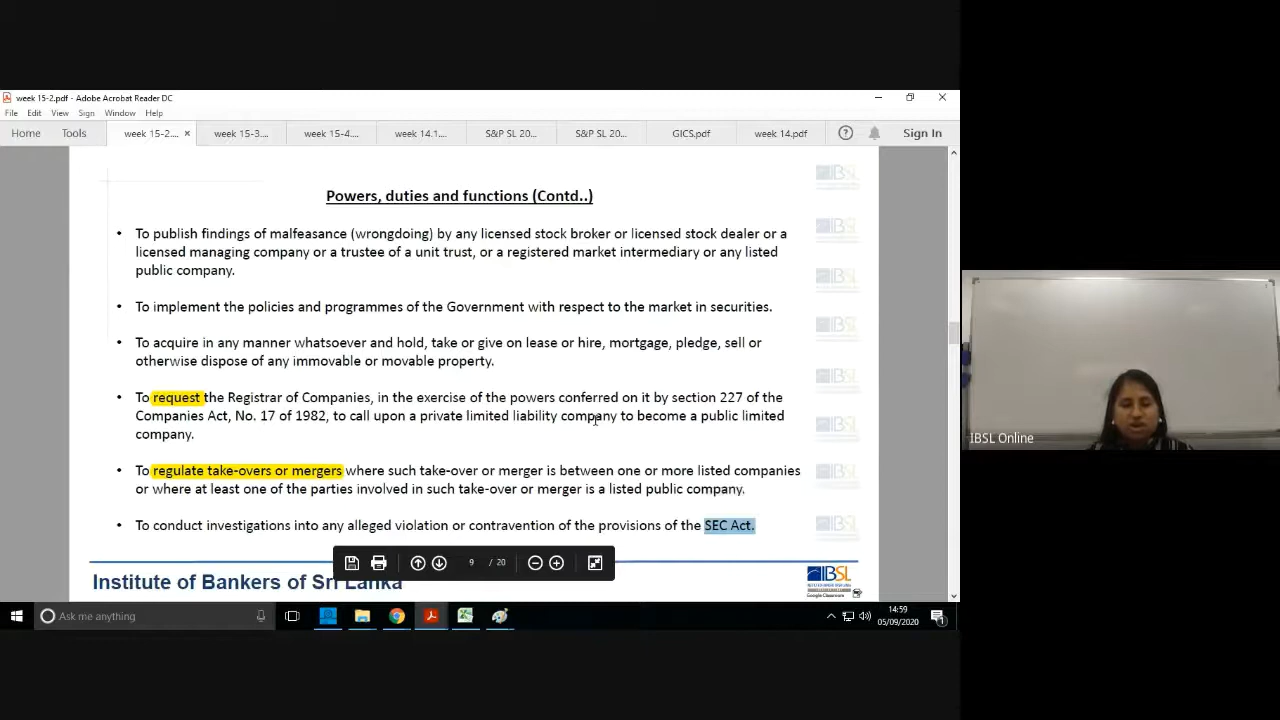 week 15-2.pdf - Adobe Acrobat Reader DC
File Edit View Sign Window Help
Home Tools week 15-2.... × week 15-3.... week 15-4.... week 14.1.... S&P SL 20... S&P SL 20... GICS.pdf week 14.pdf Sign In
Powers, duties and functions (Contd..)
• To publish findings of malfeasance (wrongdoing) by any licensed stock broker or licensed stock dealer or a
licensed managing company or a trustee of a unit trust, or a registered market intermediary or any listed
public company.
• To implement the policies and programmes of the Government with respect to the market in securities.
• To acquire in any manner whatsoever and hold, take or give on lease or hire, mortgage, pledge, sell or
otherwise dispose of any immovable or movable property.
• To request the Registrar of Companies, in the exercise of the powers conferred on it by section 227 of the
Companies Act, No. 17 of 1982, to call upon a private limited liability company to become a public limited
company.
• To regulate take-overs or mergers where such take-over or merger is between one or more listed companies
or where at least one of the parties involved in such take-over or merger is a listed public company.
• To conduct investigations into any alleged violation or contravention of the provisions of the SEC Act.
9 / 20
Institute of Bankers of Sri Lanka
IBSL
Google Classroom
Ask me anything
14:59
05/09/2020
IBSL Online